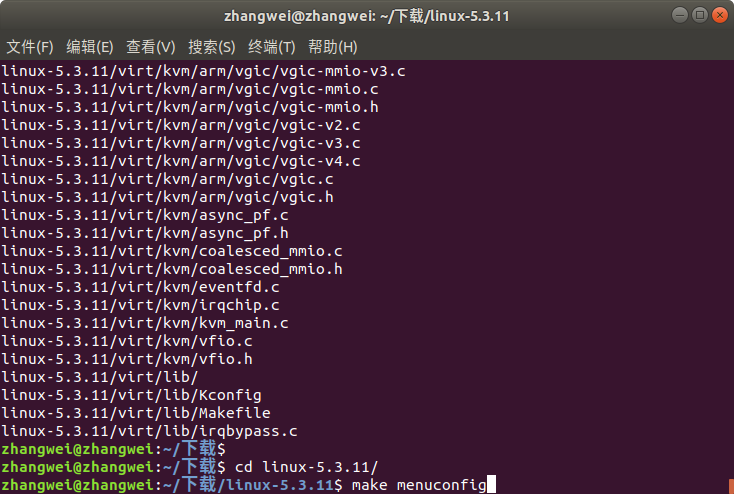 zhangwei@zhangwei: ~/下载/linux-5.3.11
文件(F) 编辑(E) 查看(V) 搜索(S) 终端(T) 帮助(H)
linux-5.3.11/virt/kvm/arm/vgic/vgic-mmio-v3.c
linux-5.3.11/virt/kvm/arm/vgic/vgic-mmio.c
linux-5.3.11/virt/kvm/arm/vgic/vgic-mmio.h
linux-5.3.11/virt/kvm/arm/vgic/vgic-v2.c
linux-5.3.11/virt/kvm/arm/vgic/vgic-v3.c
linux-5.3.11/virt/kvm/arm/vgic/vgic-v4.c
linux-5.3.11/virt/kvm/arm/vgic/vgic.c
linux-5.3.11/virt/kvm/arm/vgic/vgic.h
linux-5.3.11/virt/kvm/async_pf.c
linux-5.3.11/virt/kvm/async_pf.h
linux-5.3.11/virt/kvm/coalesced_mmio.c
linux-5.3.11/virt/kvm/coalesced_mmio.h
linux-5.3.11/virt/kvm/eventfd.c
linux-5.3.11/virt/kvm/irqchip.c
linux-5.3.11/virt/kvm/kvm_main.c
linux-5.3.11/virt/kvm/vfio.c
linux-5.3.11/virt/kvm/vfio.h
linux-5.3.11/virt/lib/
linux-5.3.11/virt/lib/Kconfig
linux-5.3.11/virt/lib/Makefile
linux-5.3.11/virt/lib/irqbypass.c
zhangwei@zhangwei:~/下载$
zhangwei@zhangwei:~/下载$ cd linux-5.3.11/
zhangwei@zhangwei:~/下载/linux-5.3.11$ make menuconfig